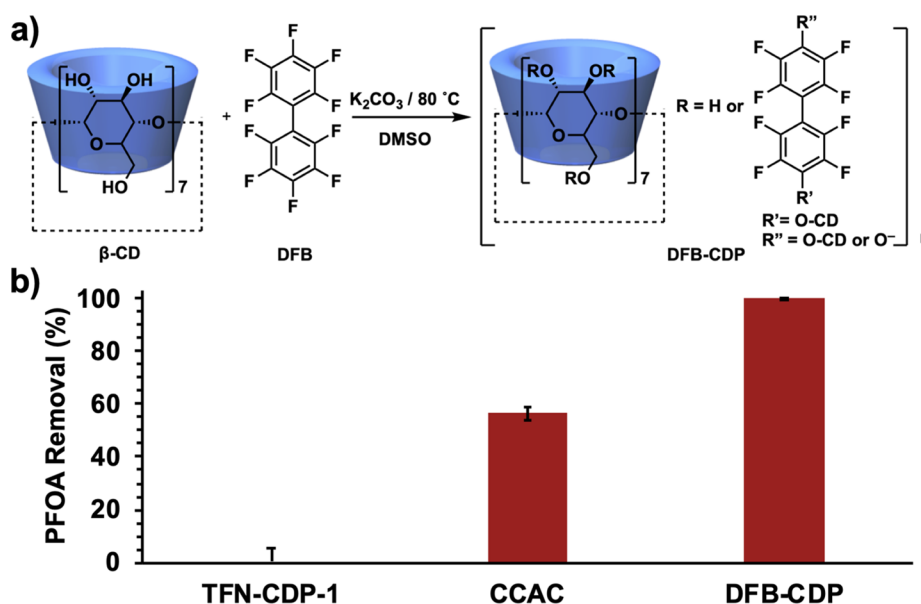 a)
HO OH
O
O
HO
7
β-CD
+
F
F F
F F
F F
F F
F
DFB
K₂CO₃ / 80 °C
DMSO
RO OR
O
O
RO
7
DFB-CDP
R = H or
R”
F F
F F
F F
F F
R’
R’= O-CD
R” = O-CD or O⁻
b)
PFOA Removal (%)
100
80
60
40
20
0
TFN-CDP-1 CCAC DFB-CDP